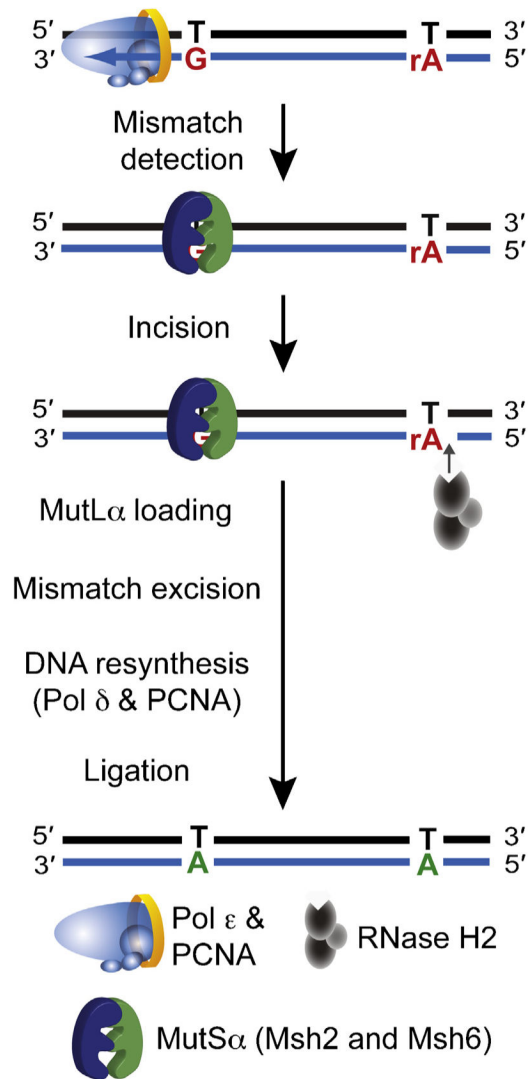 5′ T T 3′
3′ G rA 5′
Mismatch
detection
5′ T 3′
3′ G rA 5′
Incision
5′ T 3′
3′ G rA 5′
MutLα loading
Mismatch excision
DNA resynthesis
(Pol δ & PCNA)
Ligation
5′ T T 3′
3′ A A 5′
Pol ε &
PCNA
RNase H2
MutSα (Msh2 and Msh6)